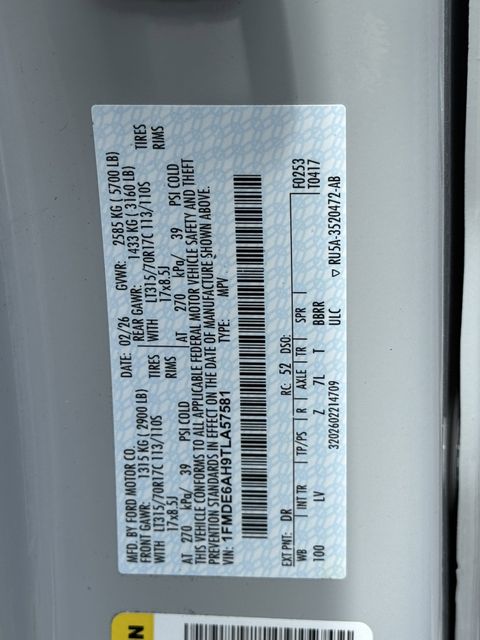 MFD. BY FORD MOTOR CO.
DATE: 02/26 GVWR: 2585 KG ( 5700 LB)
FRONT GAWR: 1315 KG ( 2900 LB) REAR GAWR: 1433 KG ( 3160 LB)
WITH LT315/70R17C 113/110S TIRES WITH LT315/70R17C 113/110S TIRES
17x8.5J RIMS 17x8.5J RIMS
AT 270 kPa/ 39 PSI COLD AT 270 kPa/ 39 PSI COLD
THIS VEHICLE CONFORMS TO ALL APPLICABLE FEDERAL MOTOR VEHICLE SAFETY AND THEFT
PREVENTION STANDARDS IN EFFECT ON THE DATE OF MANUFACTURE SHOWN ABOVE.
VIN: 1FMDE6AH9TLA57581 TYPE: MPV
F0253
T0417
EXT PNT: DR RC: 52 DSO:
WB INT TR TP/PS R AXLE TR SPR
100 LV Z 7L T BBRR
ULC
3202602214709
▽ RU5A-3520472-AB
N